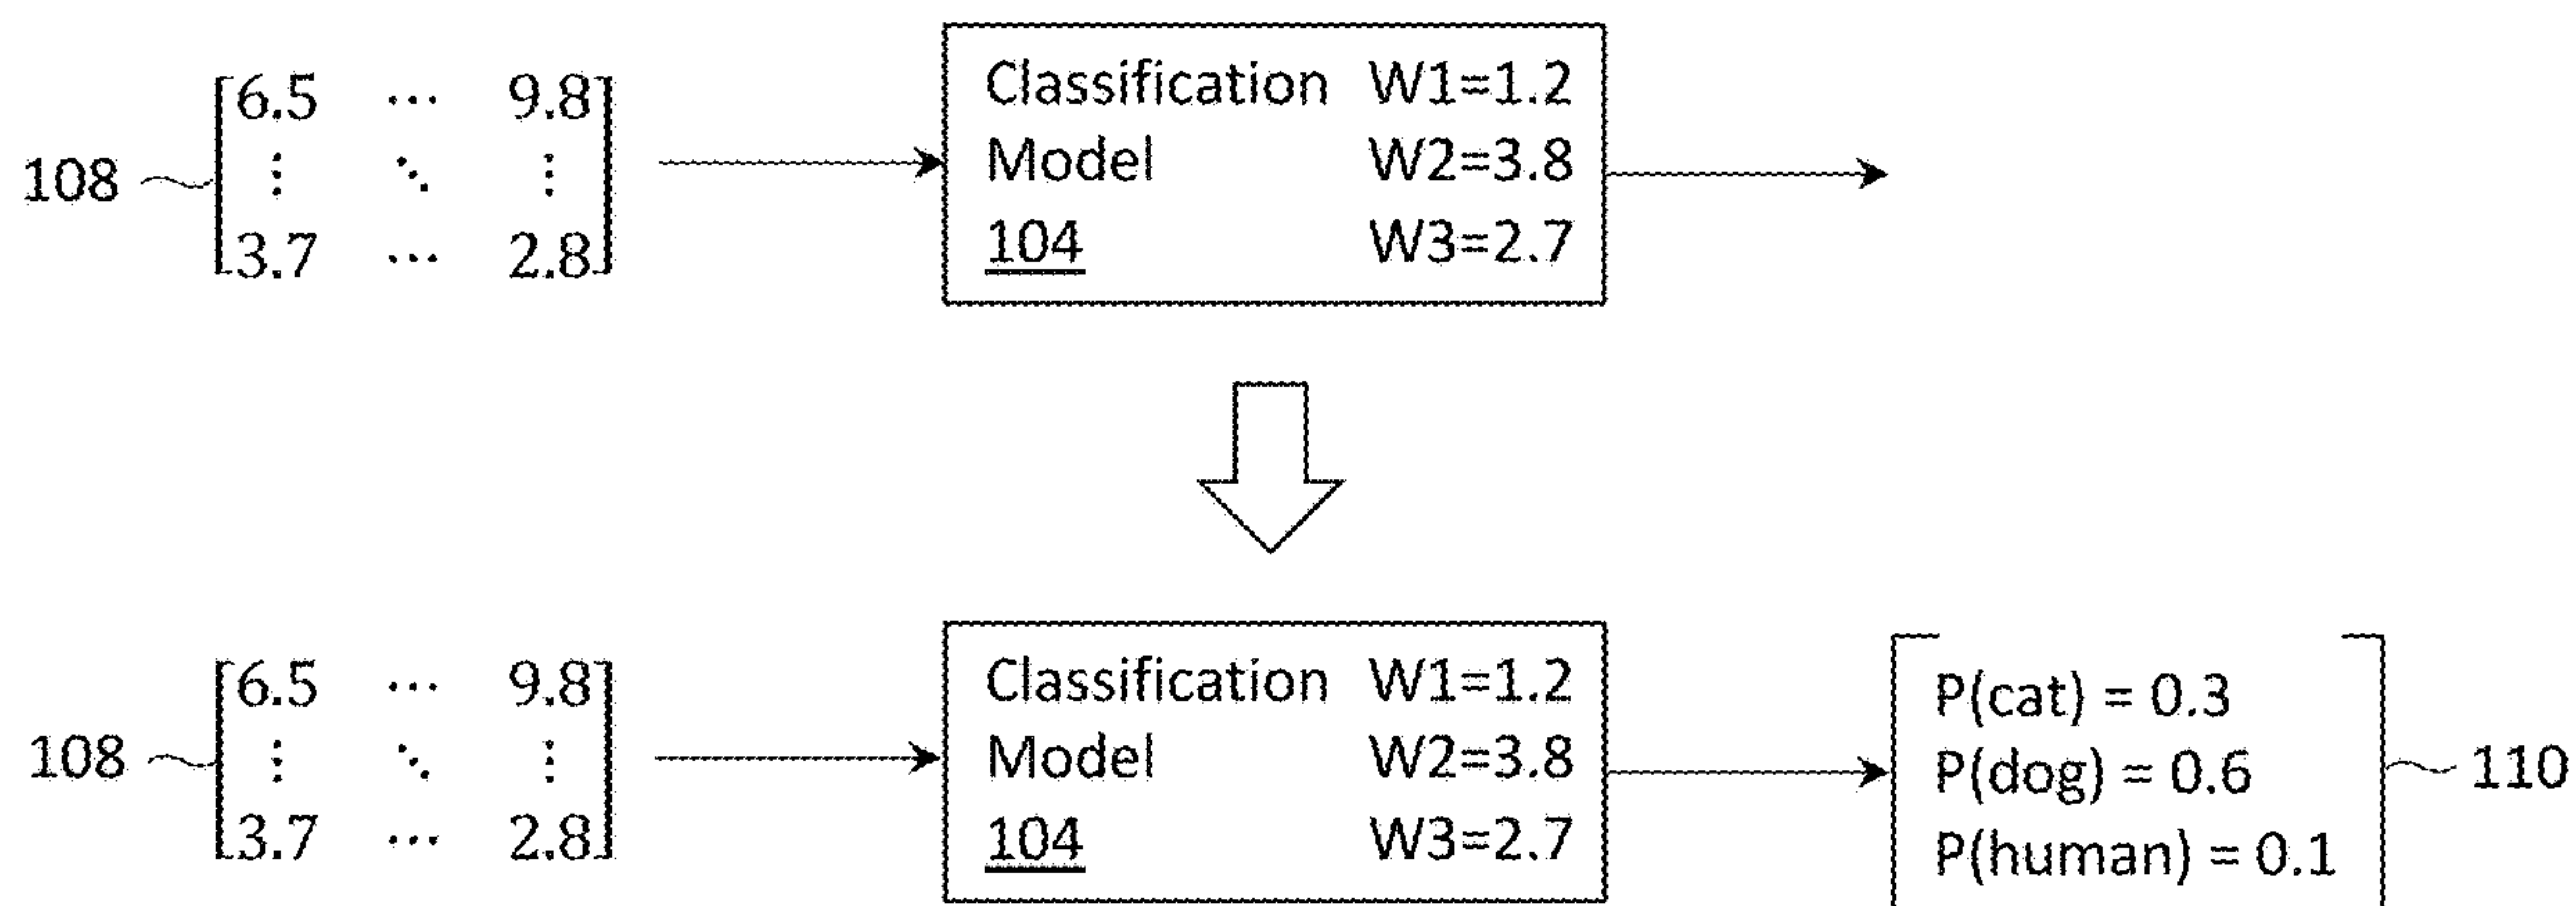 [6.5 ⋯ 9.8]
108 [⋮ ⋱ ⋮]
[3.7 ⋯ 2.8]
Classification W1=1.2
Model W2=3.8
104 W3=2.7
[6.5 ⋯ 9.8]
108 [⋮ ⋱ ⋮]
[3.7 ⋯ 2.8]
Classification W1=1.2
Model W2=3.8
104 W3=2.7
P(cat) = 0.3
P(dog) = 0.6
P(human) = 0.1
110